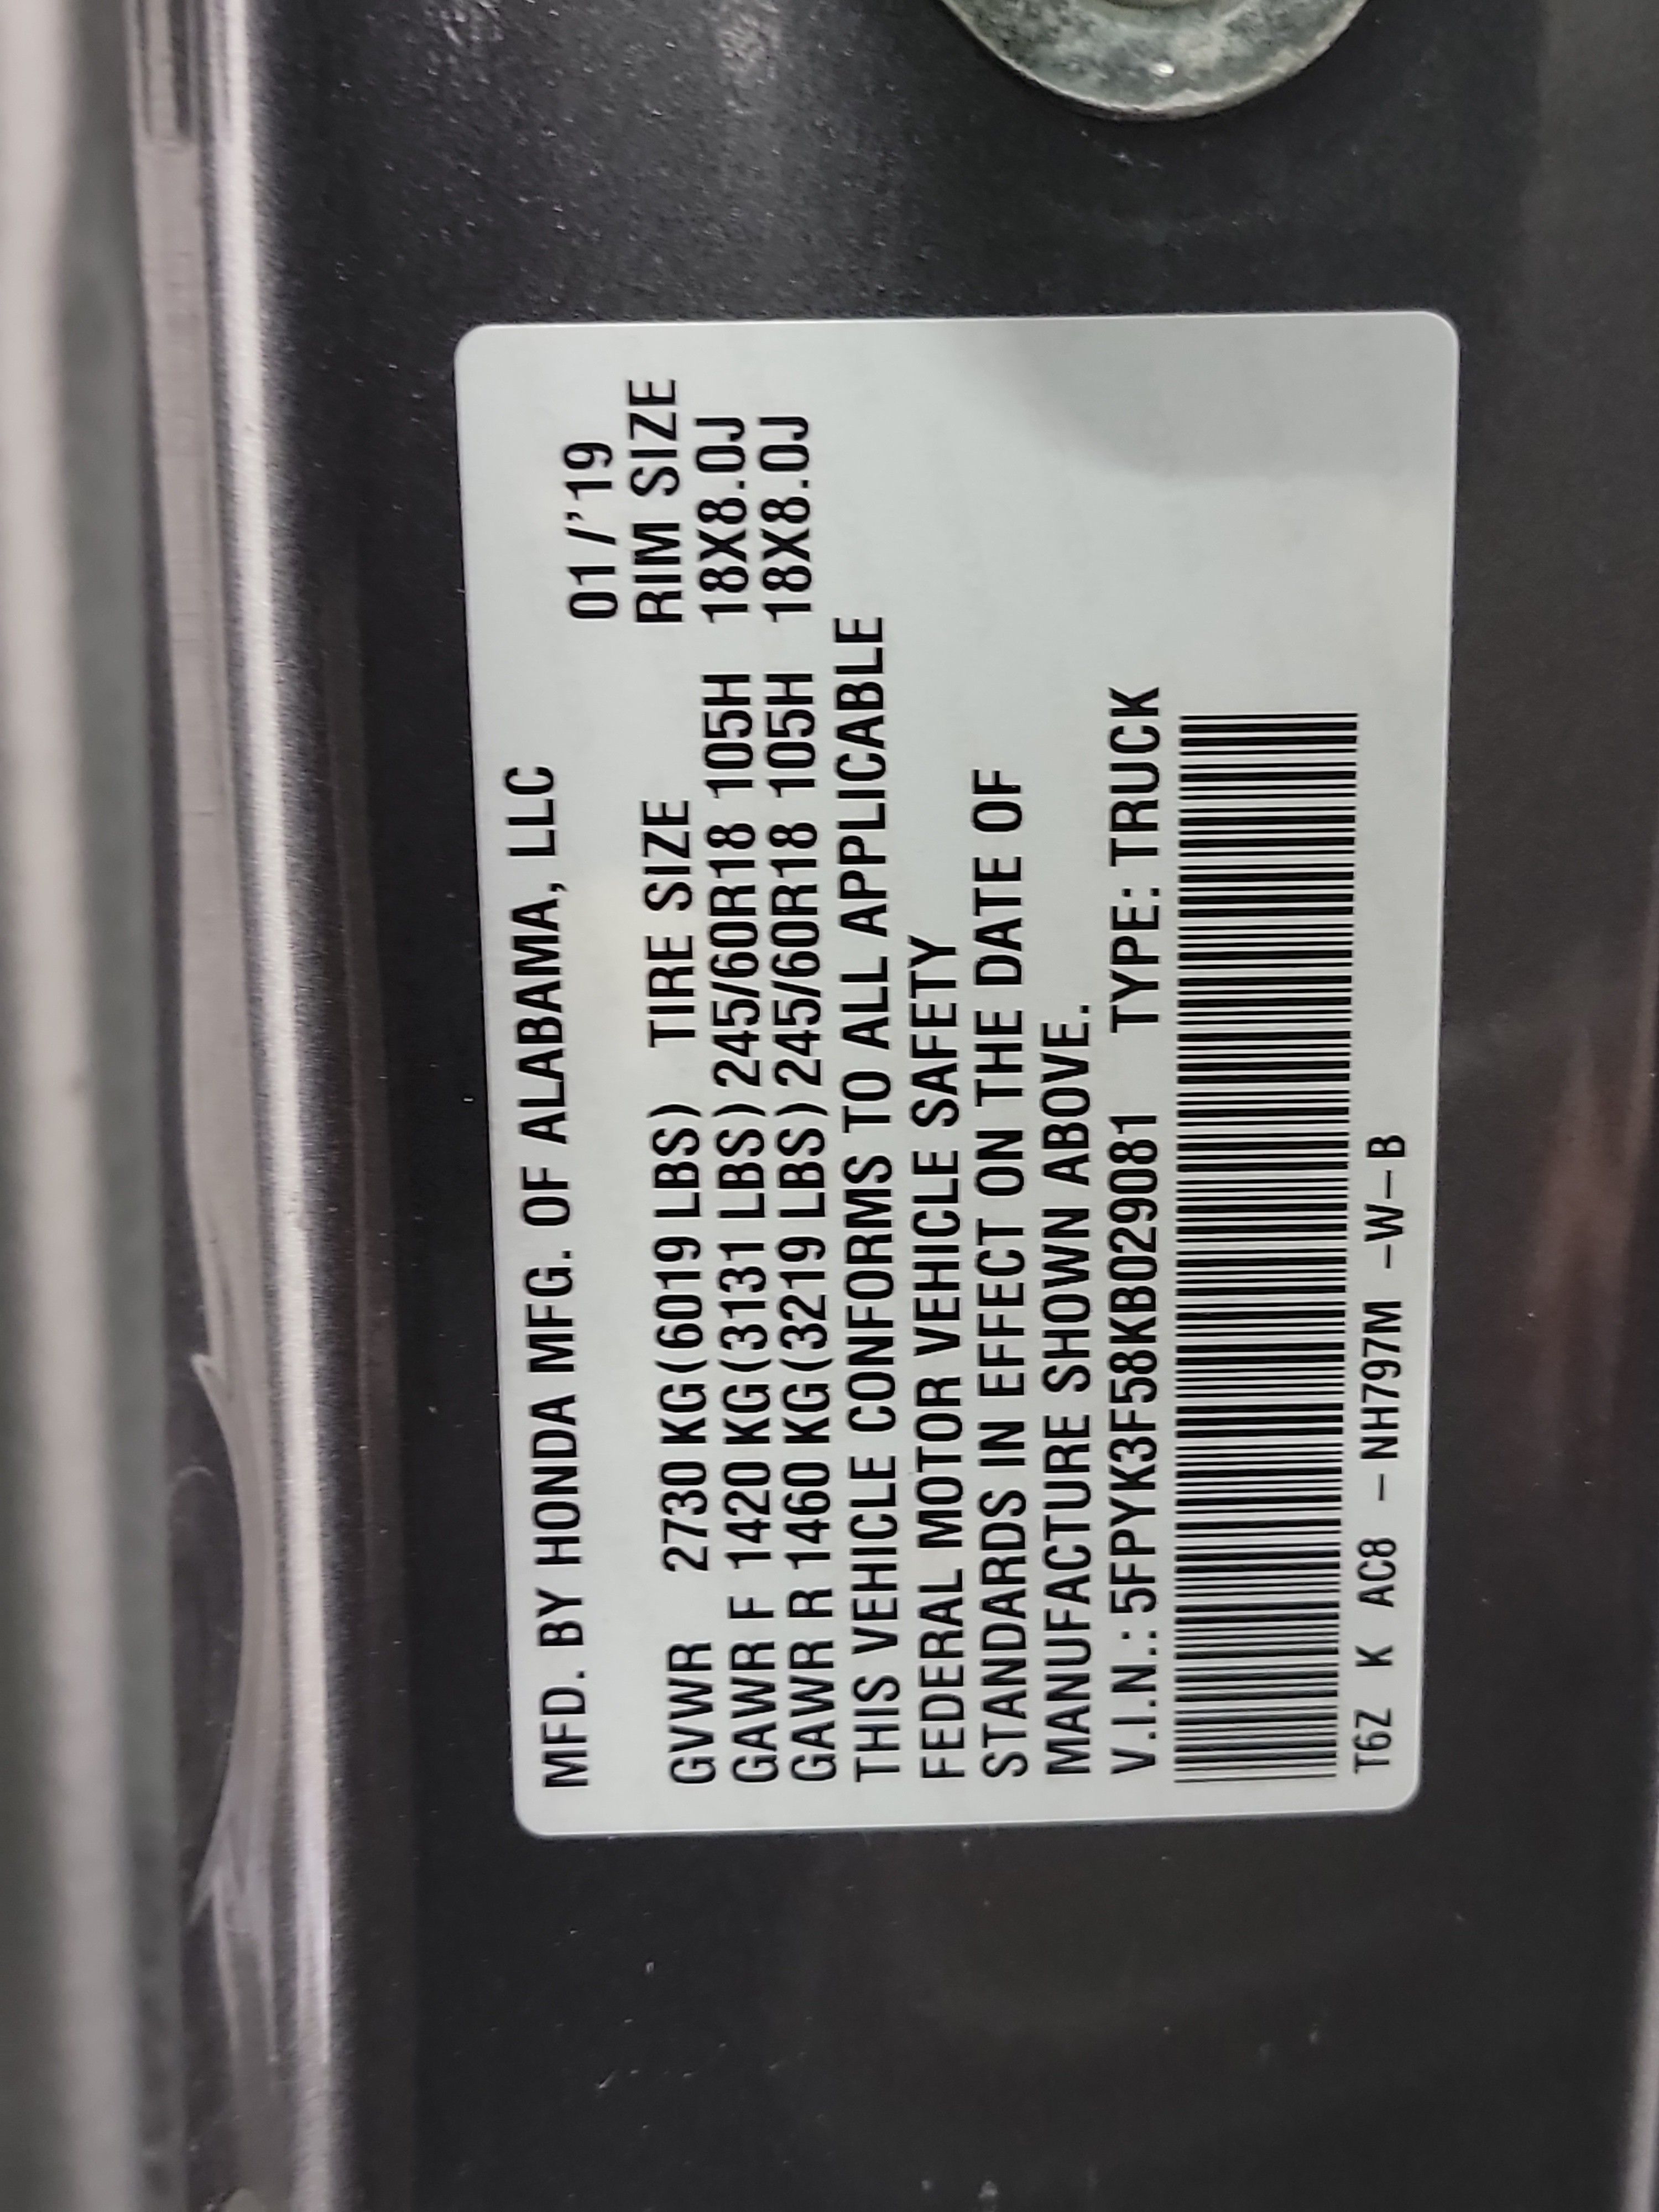 MFD. BY HONDA MFG. OF ALABAMA, LLC
01/'19
TIRE SIZE RIM SIZE
GVWR 2730 KG (6019 LBS)
GAWR F 1420 KG (3131 LBS) 245/60R18 105H 18X8.0J
GAWR R 1460 KG (3219 LBS) 245/60R18 105H 18X8.0J
THIS VEHICLE CONFORMS TO ALL APPLICABLE
FEDERAL MOTOR VEHICLE SAFETY
STANDARDS IN EFFECT ON THE DATE OF
MANUFACTURE SHOWN ABOVE.
V.I.N.: 5FPYK3F58KB029081 TYPE: TRUCK
T6Z K AC8 -NH797M -W-B